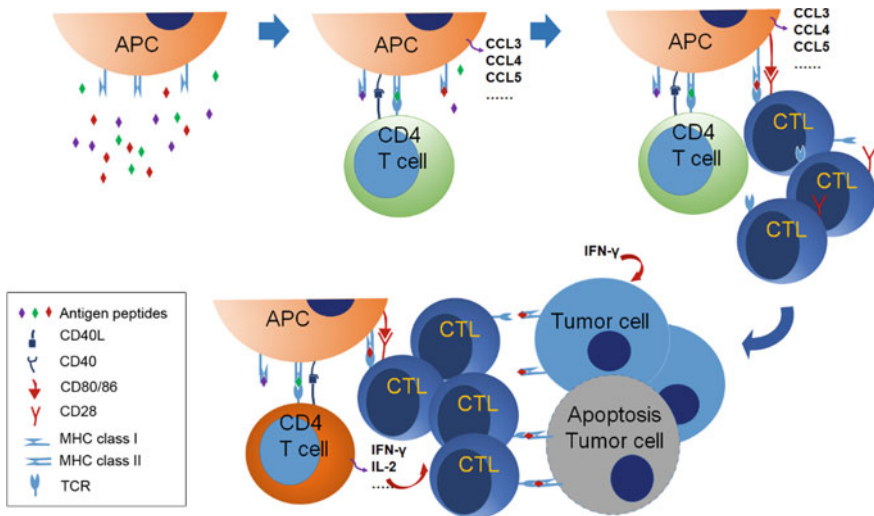 APC
APC
CCL3
CCL4
CCL5
......
CD4
T cell
APC
CCL3
CCL4
CCL5
......
CD4
T cell
CTL
CTL
CTL
IFN-γ
Tumor cell
Apoptosis
Tumor cell
APC
CTL
CTL
CTL
CTL
CD4
T cell
IFN-γ
IL-2
......
Antigen peptides
CD40L
CD40
CD80/86
CD28
MHC class I
MHC class II
TCR